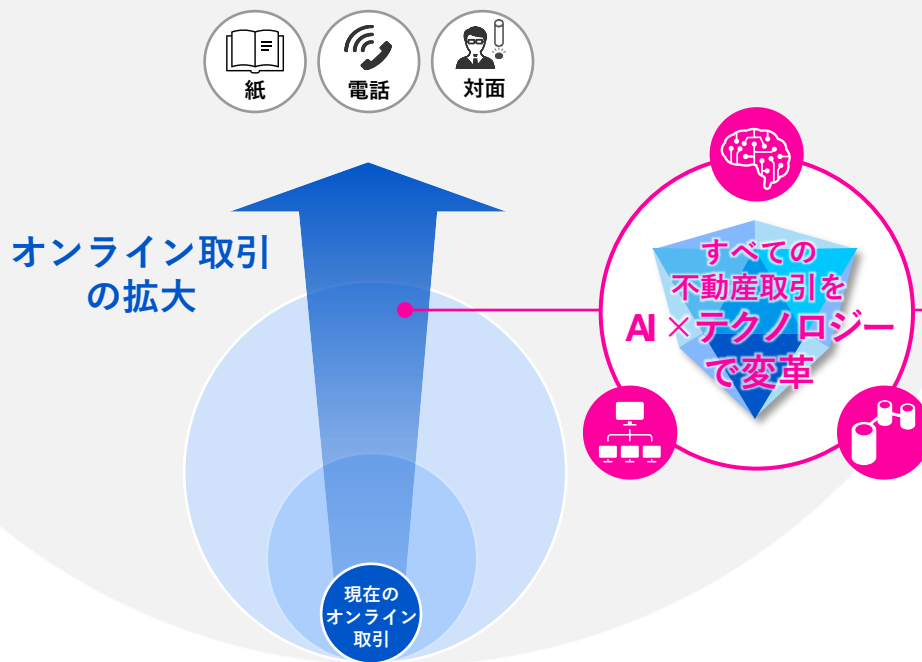 紙
電話
対面
オンライン取引
の拡大
すべての
不動産取引を
AI×テクノロジー
で変革
現在の
オンライン
取引